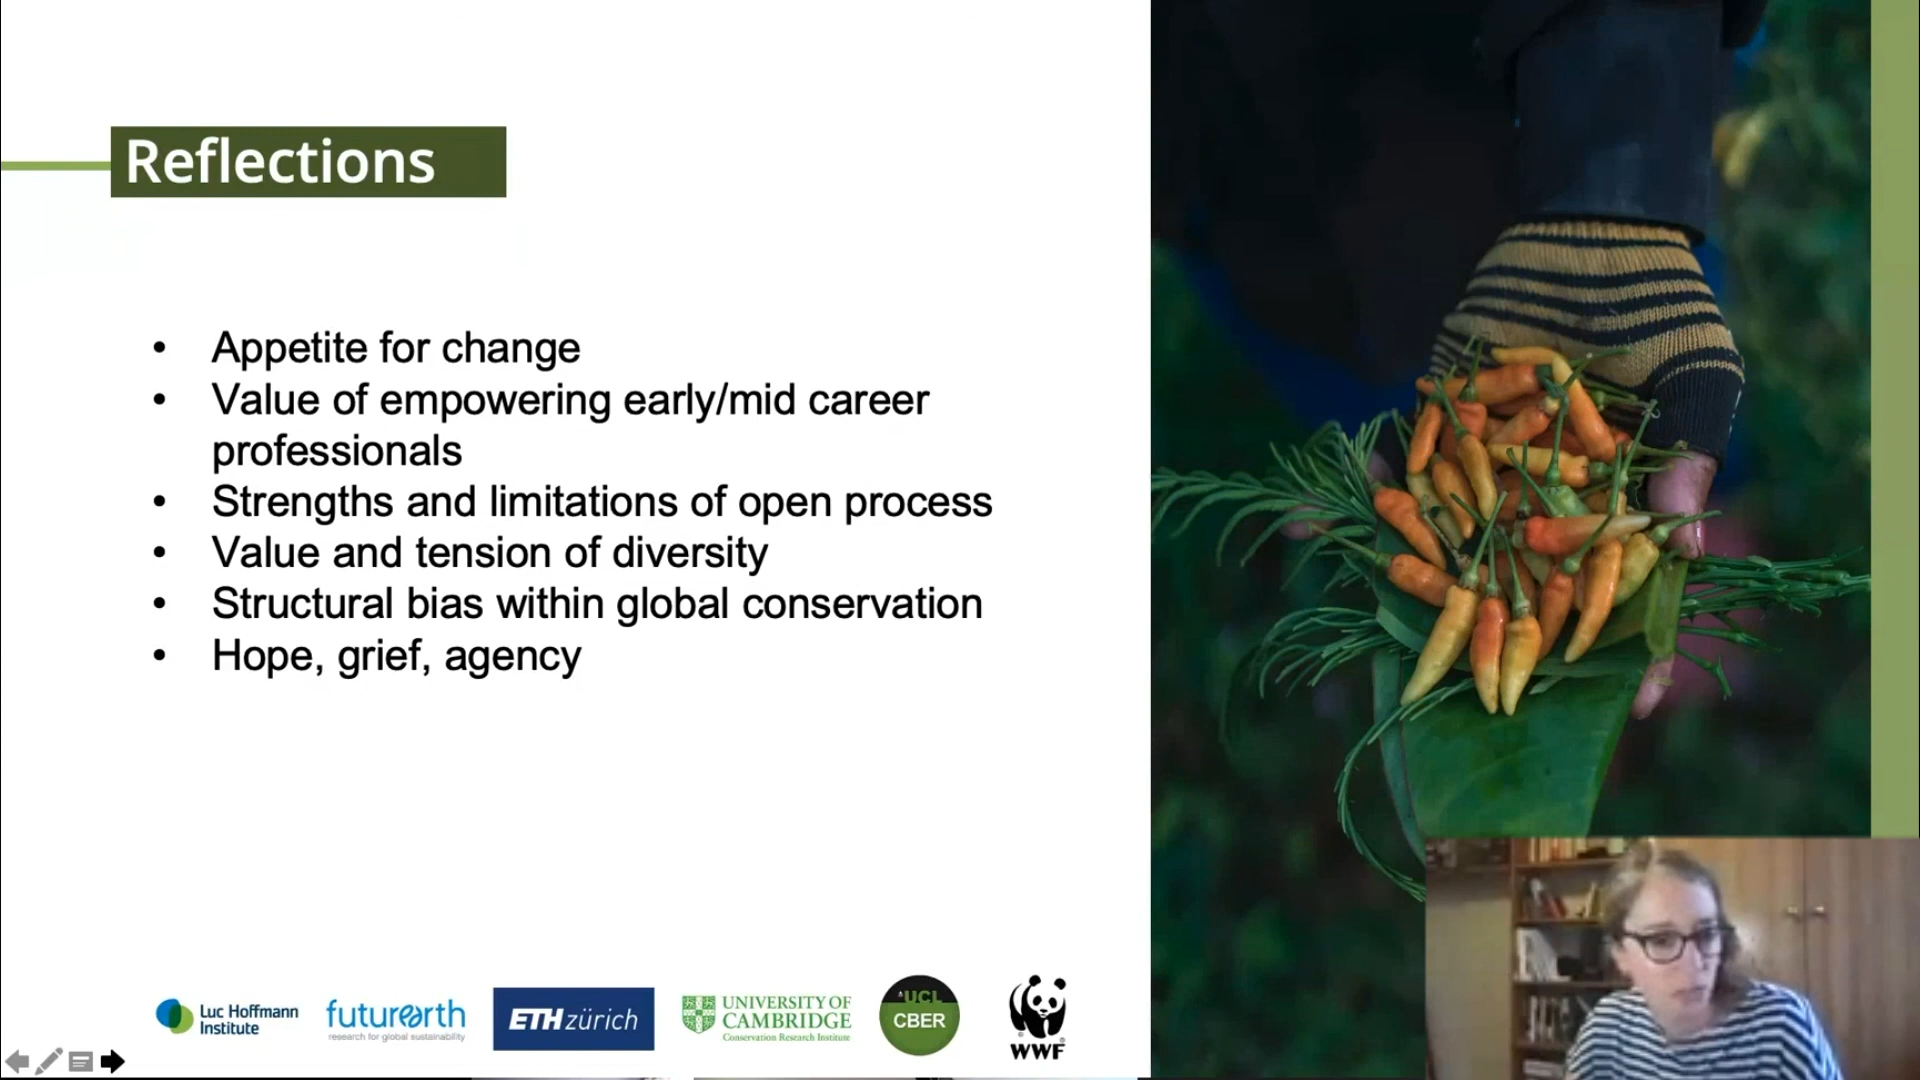 Reflections
• Appetite for change
• Value of empowering early/mid career
professionals
• Strengths and limitations of open process
• Value and tension of diversity
• Structural bias within global conservation
• Hope, grief, agency
Luc Hoffmann
Institute
futurearth
research for global sustainability
ETH zürich
UNIVERSITY OF
CAMBRIDGE
Conservation Research Institute
UCL
CBER
WWF